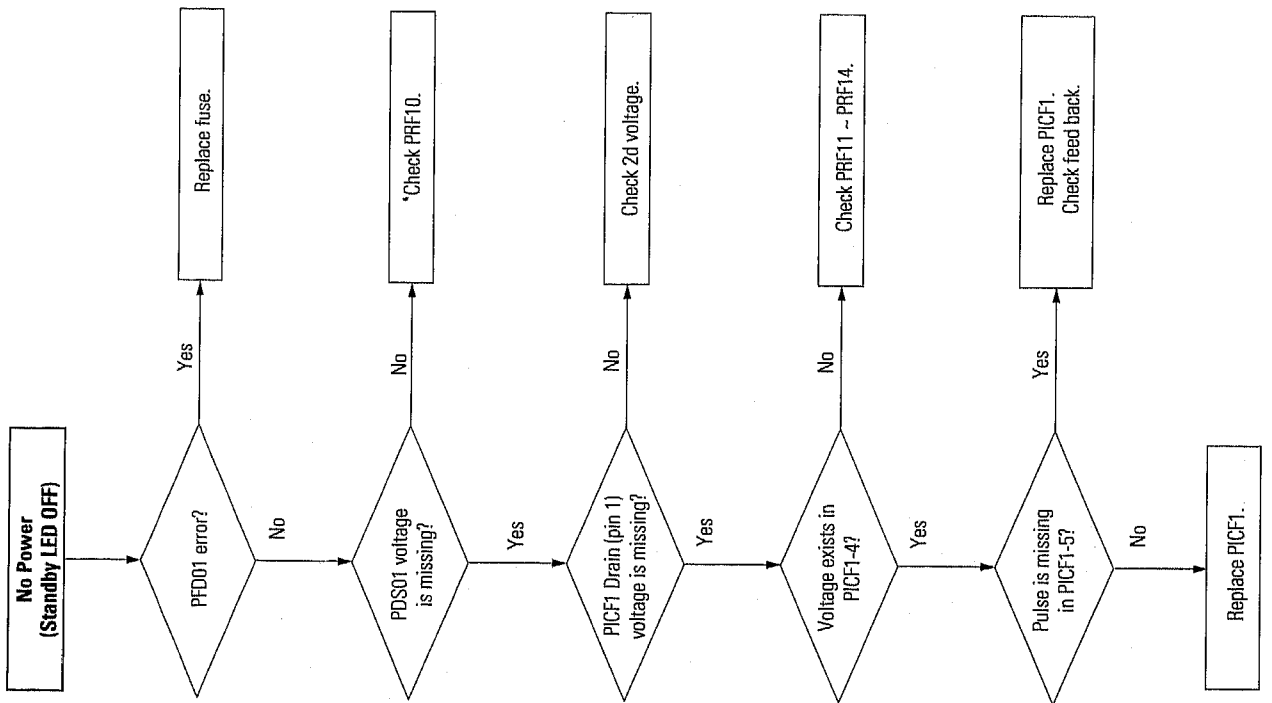 No Power
(Standby LED OFF)
PFD01 error?
Yes
Replace fuse.
No
PDS01 voltage
is missing?
No
*Check PRF10.
Yes
PICF1 Drain (pin 1)
voltage is missing?
No
Check 2d voltage.
Yes
Voltage exists in
PICF1-4?
No
Check PRF11 ~ PRF14.
Yes
Pulse is missing
in PICF1-5?
Yes
Replace PICF1.
Check feed back.
No
Replace PICF1.